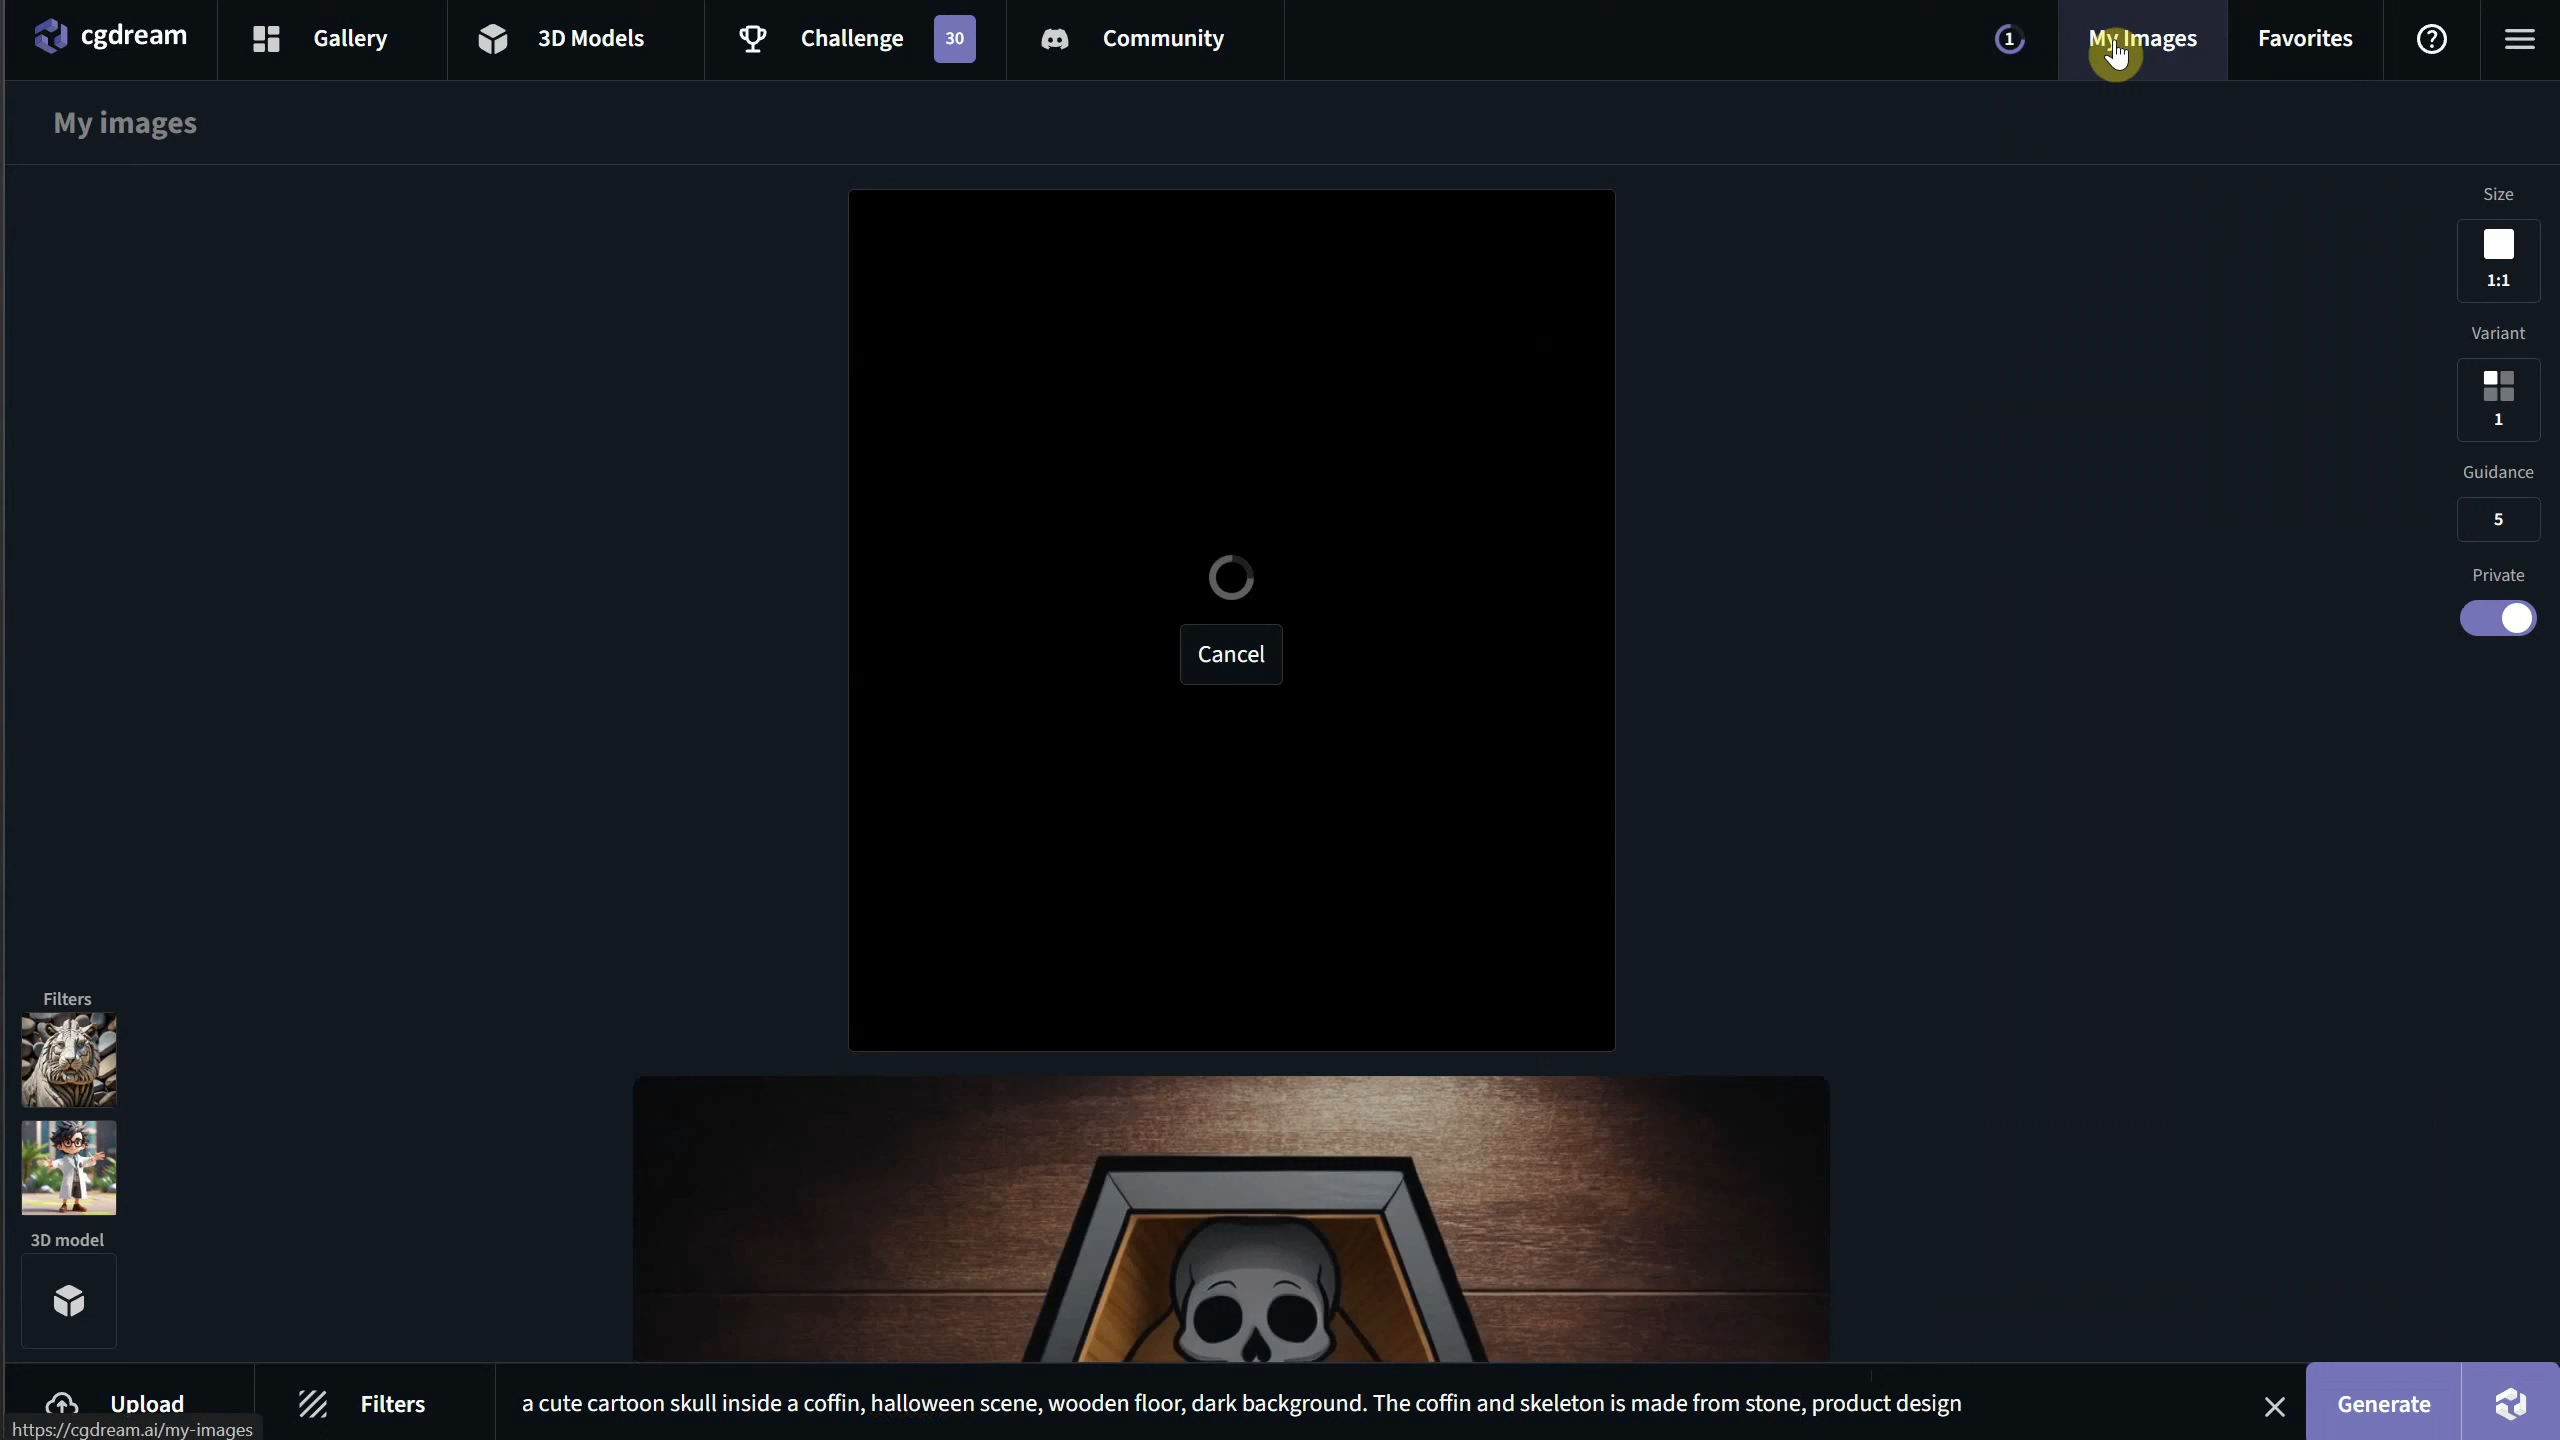 cgdream
Gallery
3D Models
Challenge
30
Community
1
My Images
Favorites
My images
Size
1:1
Variant
1
Guidance
5
Private
Cancel
Filters
3D model
Upload
Filters
a cute cartoon skull inside a coffin, halloween scene, wooden floor, dark background. The coffin and skeleton is made from stone, product design
Generate
https://cgdream.ai/my-images